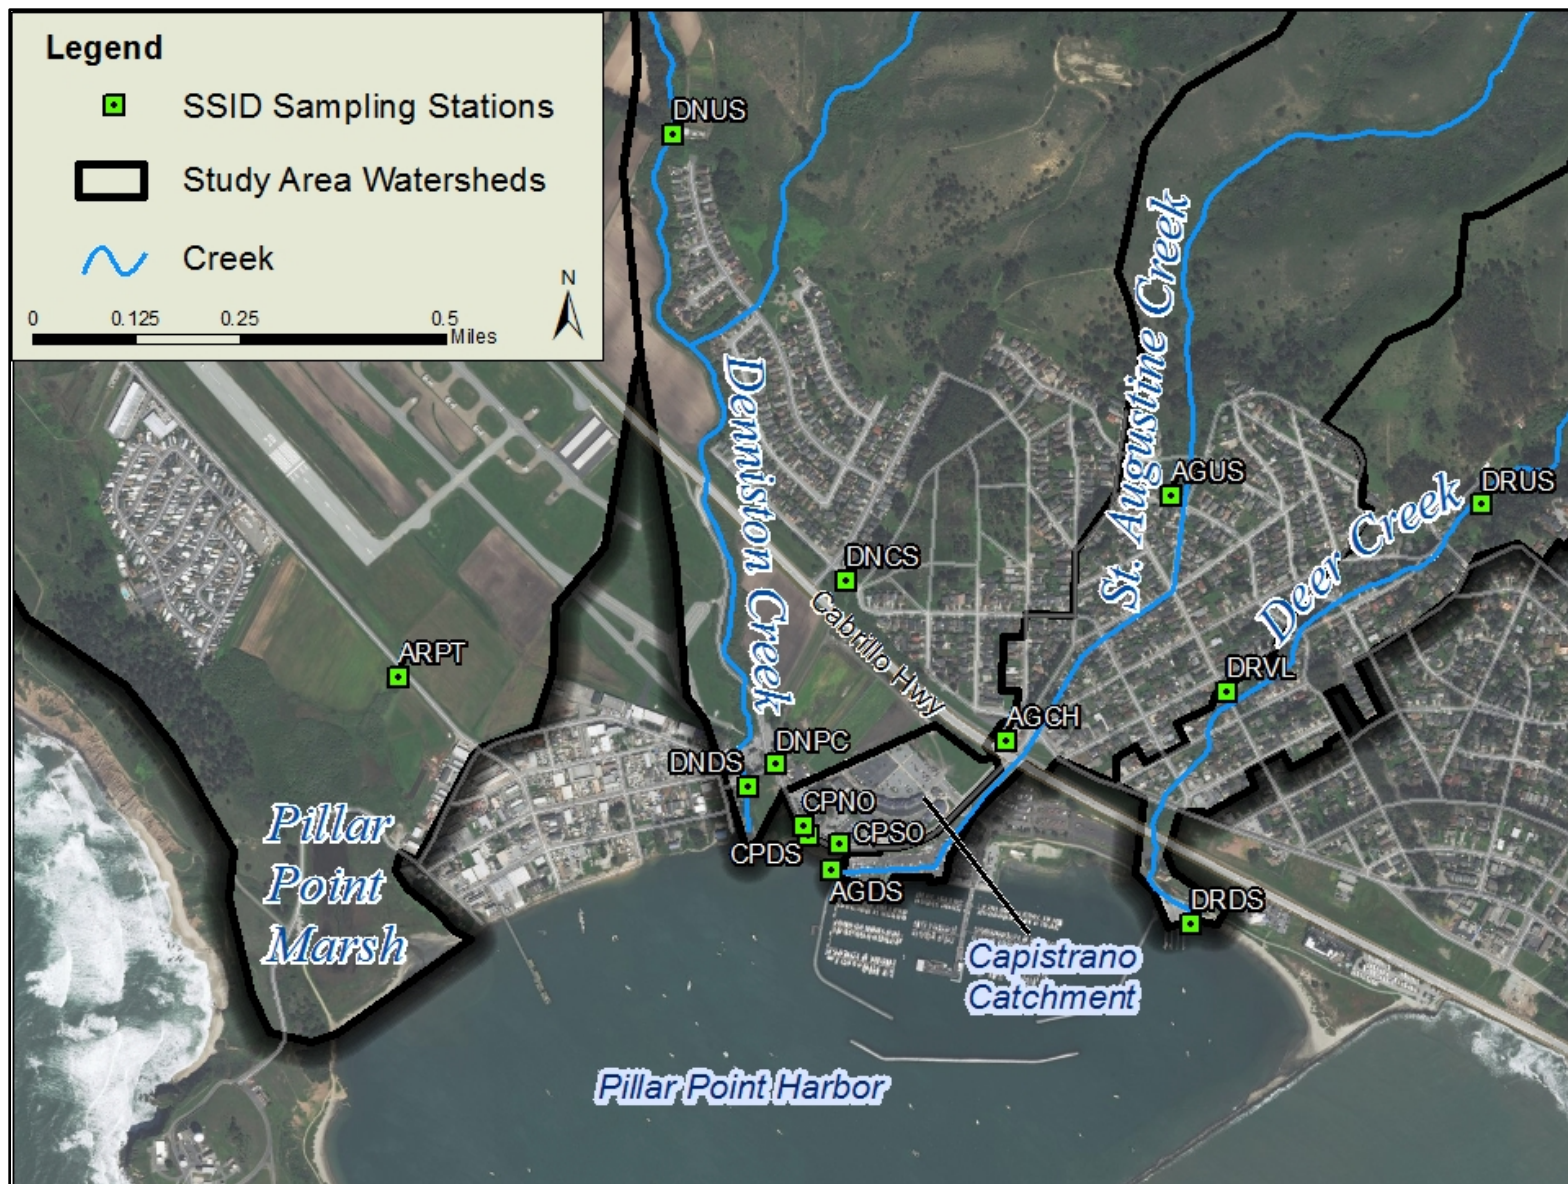 Legend
SSID Sampling Stations
Study Area Watersheds
Creek
N
0 0.125 0.25 0.5
Miles
DNUS
Denniston Creek
St. Augustine Creek
AGUS
DRUS
Deer Creek
DNCS
Cabrillo Hwy
ARPT
DRVL
AGCH
DNPC
DNDS
CPNO
CPSO
CPDS
AGDS
DRDS
Pillar
Point
Marsh
Capistrano
Catchment
Pillar Point Harbor